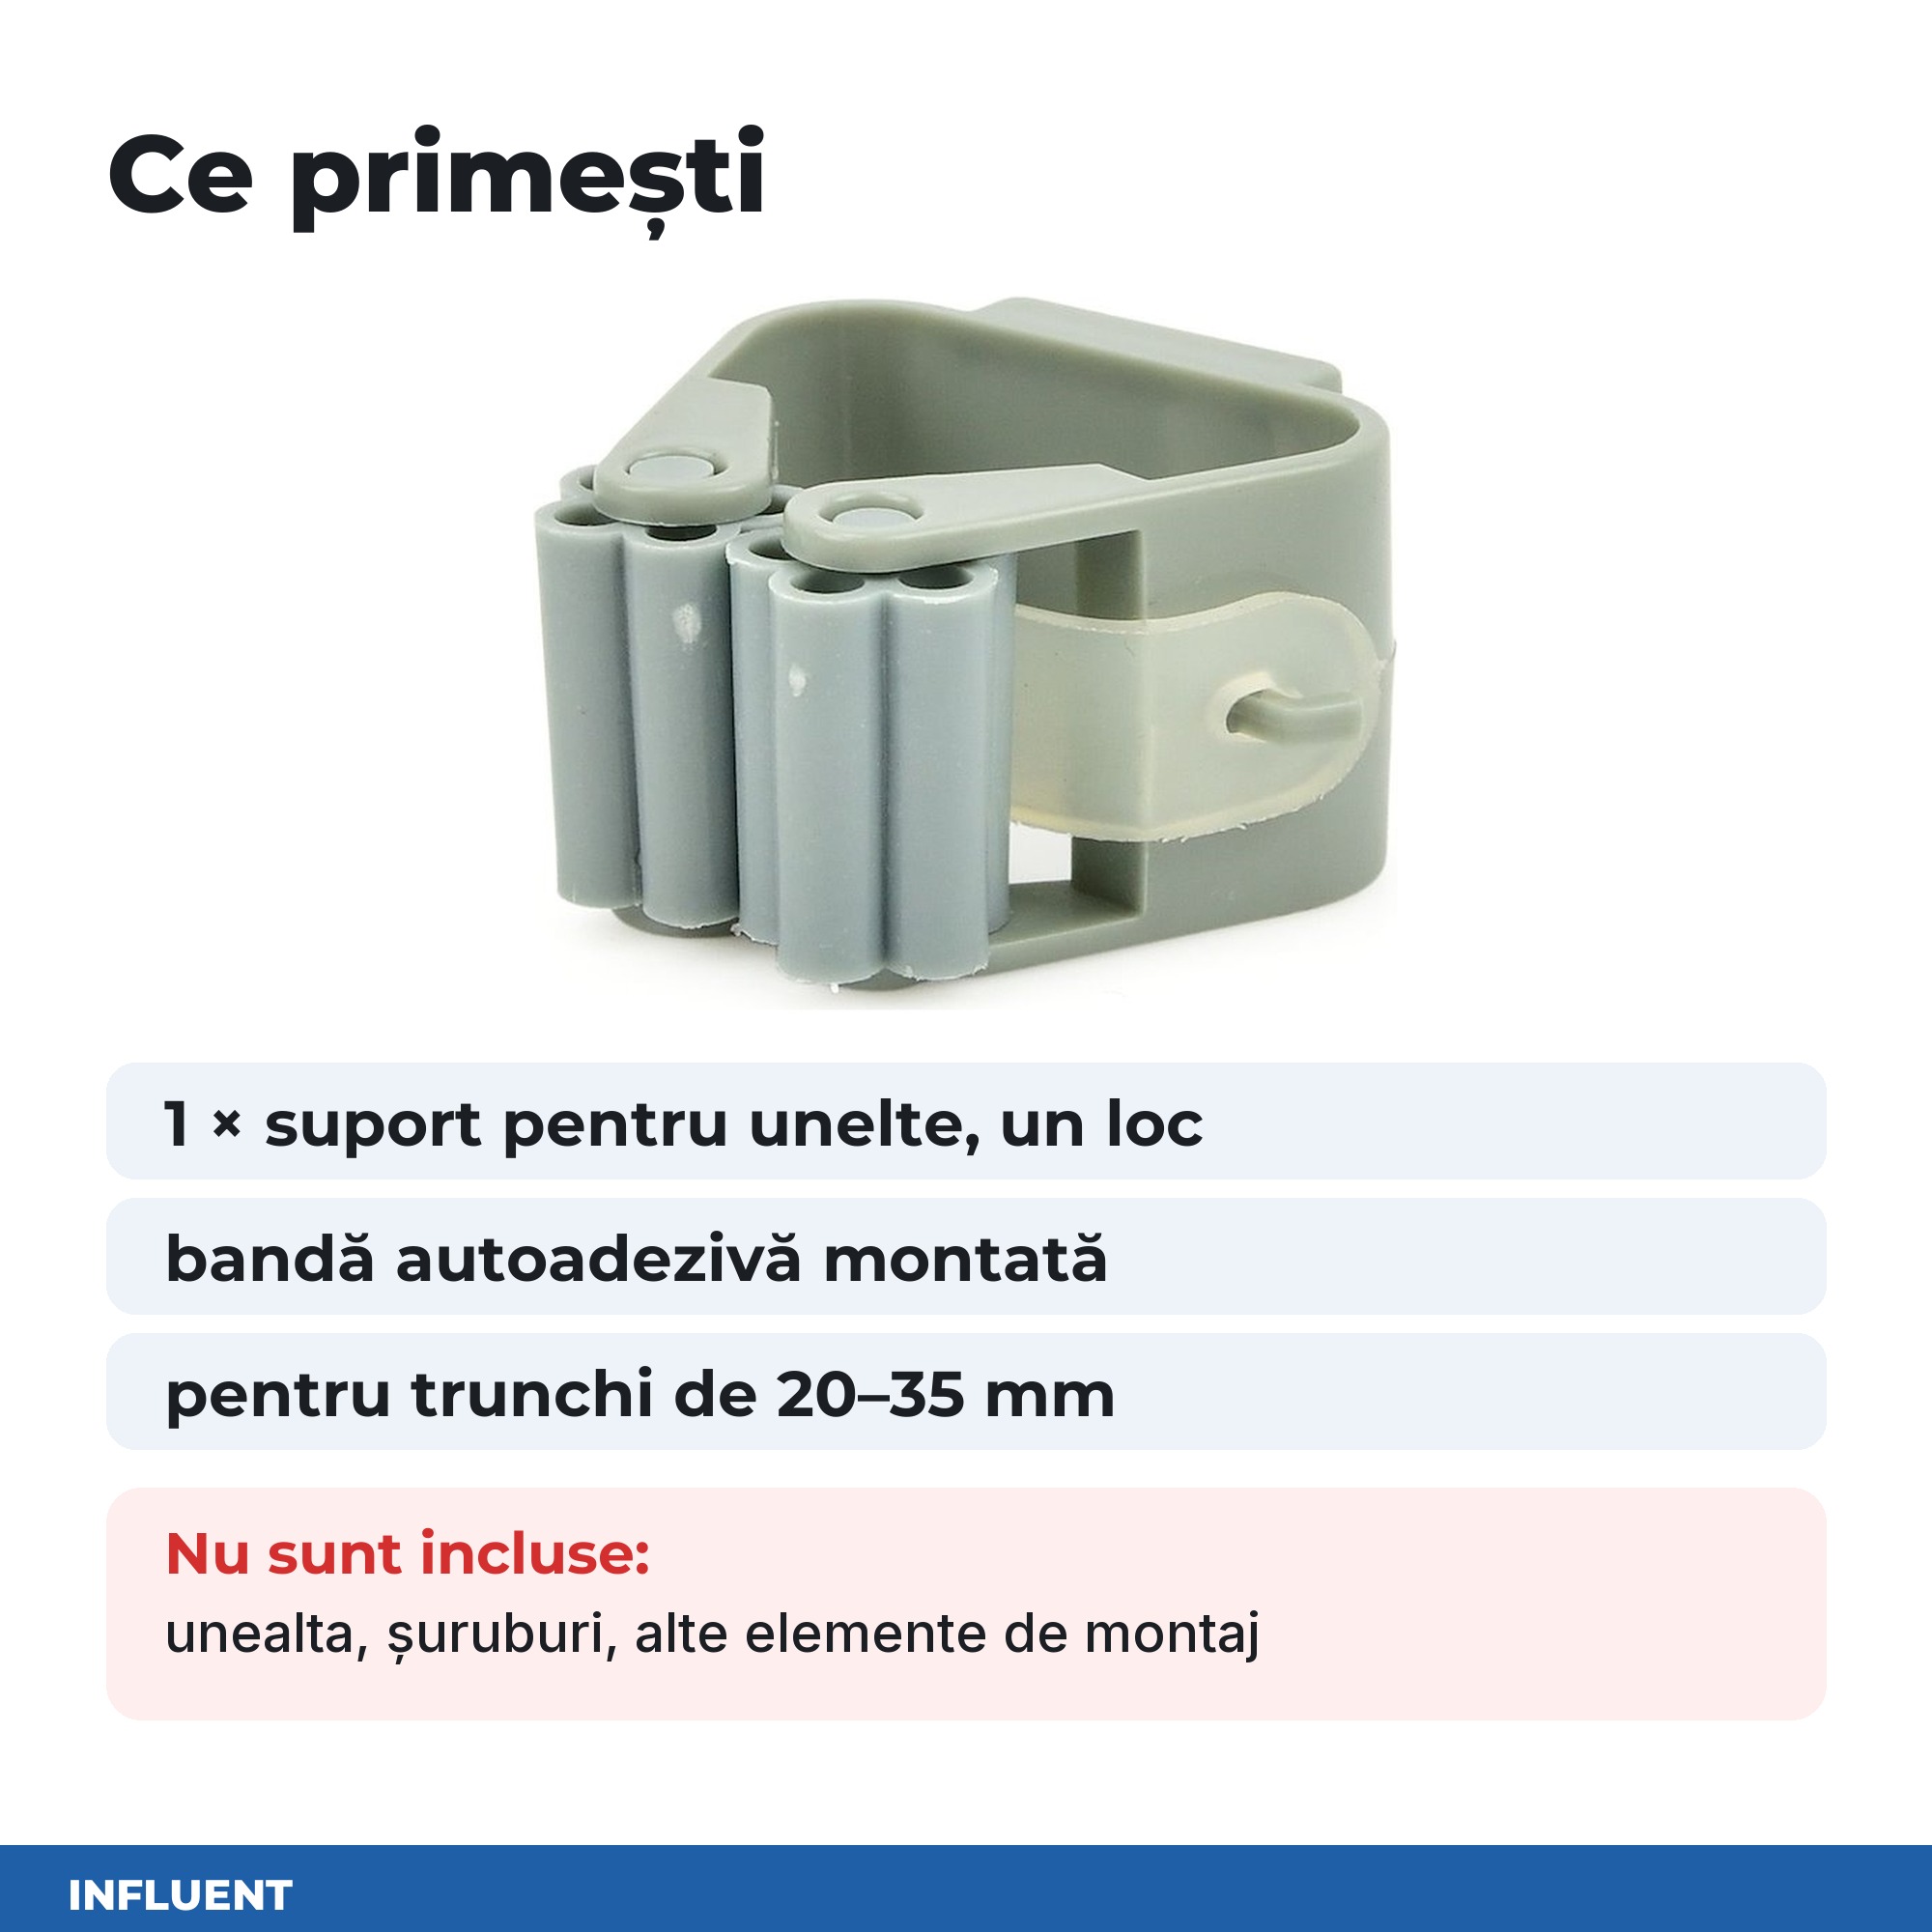 Ce primești
1 × suport pentru unelte, un loc
bandă autoadezivă montată
pentru trunchi de 20–35 mm
Nu sunt incluse:
unealta, șuruburi, alte elemente de montaj
INFLUENT